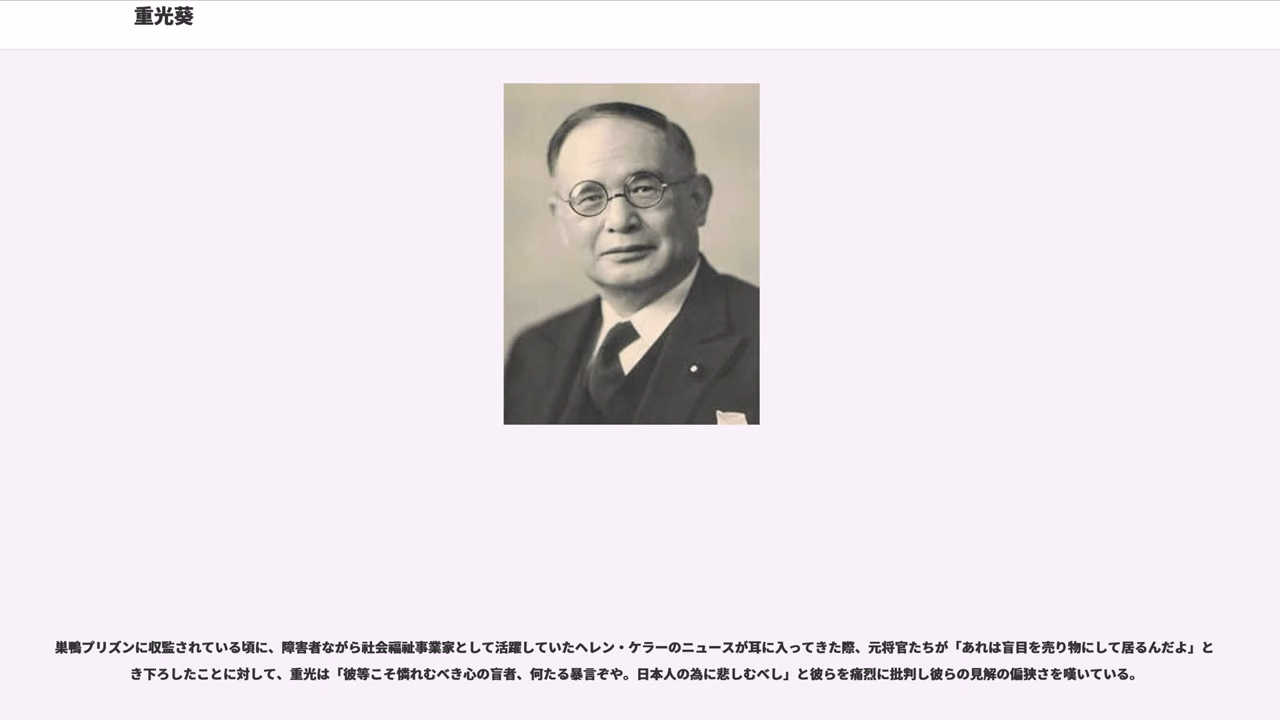 重光葵
巣鴨プリズンに収監されている頃に、障害者ながら社会福祉事業家として活躍していたヘレン・ケラーのニュースが耳に入ってきた際、元将官たちが「あれは盲目を売り物にして居るんだよ」と
き下ろしたことに対して、重光は「彼等こそ憐れむべき心の盲者、何たる暴言ぞや。日本人の為に悲しむべし」と彼らを痛烈に批判し彼らの見解の偏狭さを嘆いている。